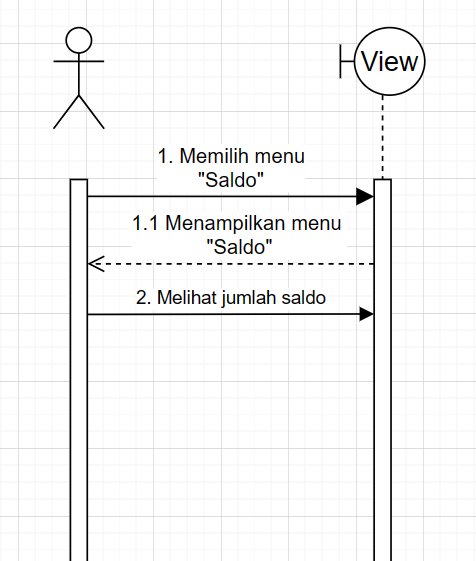 View
1. Memilih menu
"Saldo"
1.1 Menampilkan menu
"Saldo"
2. Melihat jumlah saldo